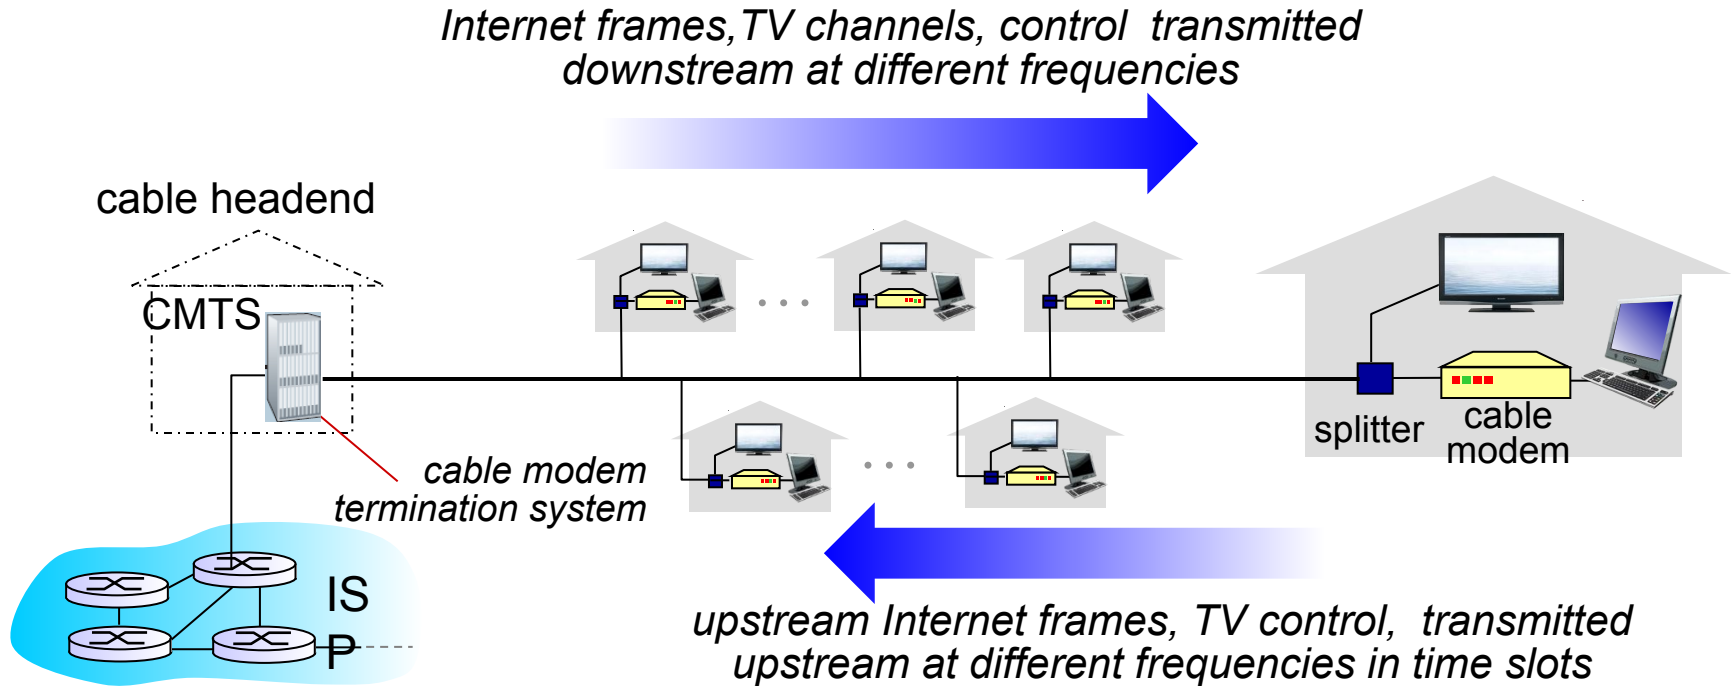 Internet frames,TV channels, control  transmitted
downstream at different frequencies
cable headend
CMTS
splitter
cable
modem
cable modem
termination system
IS
P
upstream Internet frames, TV control,  transmitted
upstream at different frequencies in time slots